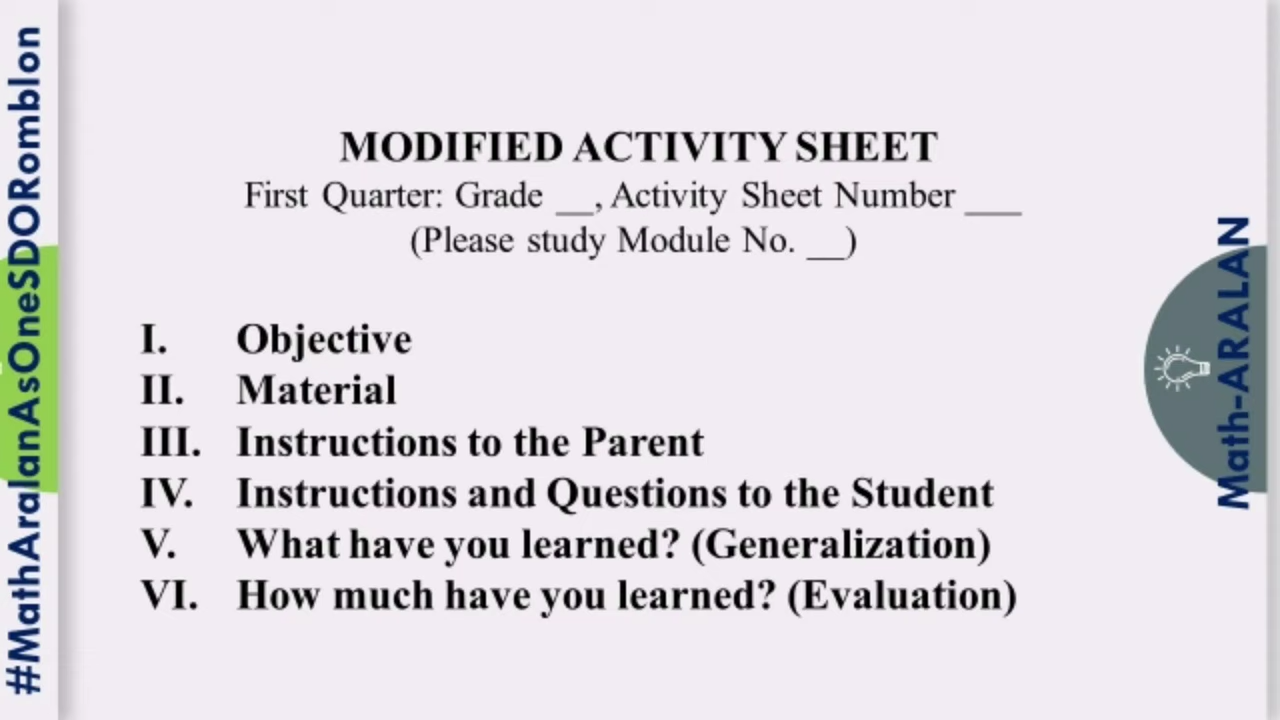 #MathAralanAsOneSDORomblon
MODIFIED ACTIVITY SHEET
First Quarter: Grade __, Activity Sheet Number ___
(Please study Module No. __)
I. Objective
II. Material
III. Instructions to the Parent
IV. Instructions and Questions to the Student
V. What have you learned? (Generalization)
VI. How much have you learned? (Evaluation)
Math-ARALAN